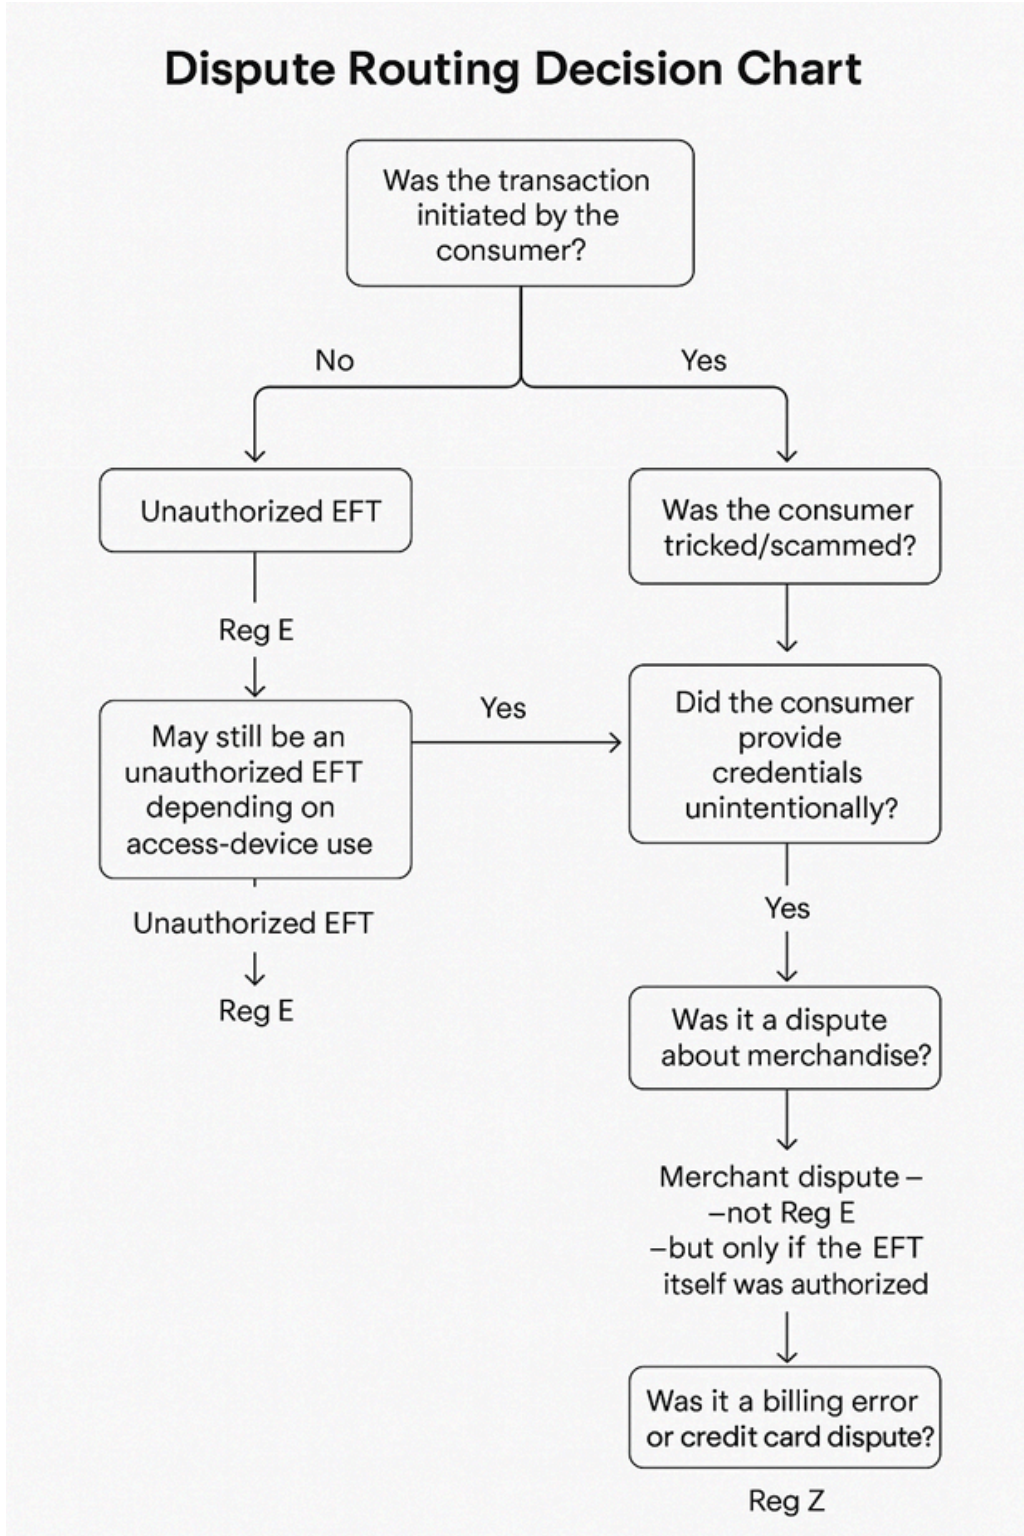 Dispute Routing Decision Chart
Was the transaction
initiated by the
consumer?
No
Yes
Unauthorized EFT
Was the consumer
tricked/scammed?
Reg E
May still be an
unauthorized EFT
depending on
access-device use
Yes
Did the consumer
provide
credentials
unintentionally?
Unauthorized EFT
Reg E
Yes
Was it a dispute
about merchandise?
Merchant dispute –
–not Reg E
–but only if the EFT
itself was authorized
Was it a billing error
or credit card dispute?
Reg Z